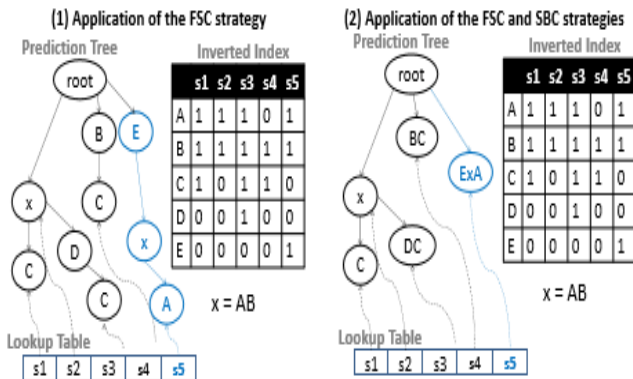 (1) Application of the FSC strategy
Prediction Tree
Inverted Index
root
s1 s2 s3 s4 s5
A 1 1 1 0 1
B 1 1 1 1 1
C 1 0 1 1 0
D 0 0 1 0 0
E 0 0 0 0 1
B
E
x
C
D
x
C
C
A
x = AB
Lookup Table
s1 s2 s3 s4 s5
(2) Application of the FSC and SBC strategies
Prediction Tree
Inverted Index
root
s1 s2 s3 s4 s5
A 1 1 1 0 1
B 1 1 1 1 1
C 1 0 1 1 0
D 0 0 1 0 0
E 0 0 0 0 1
BC
ExA
x
DC
C
x = AB
Lookup Table
s1 s2 s3 s4 s5